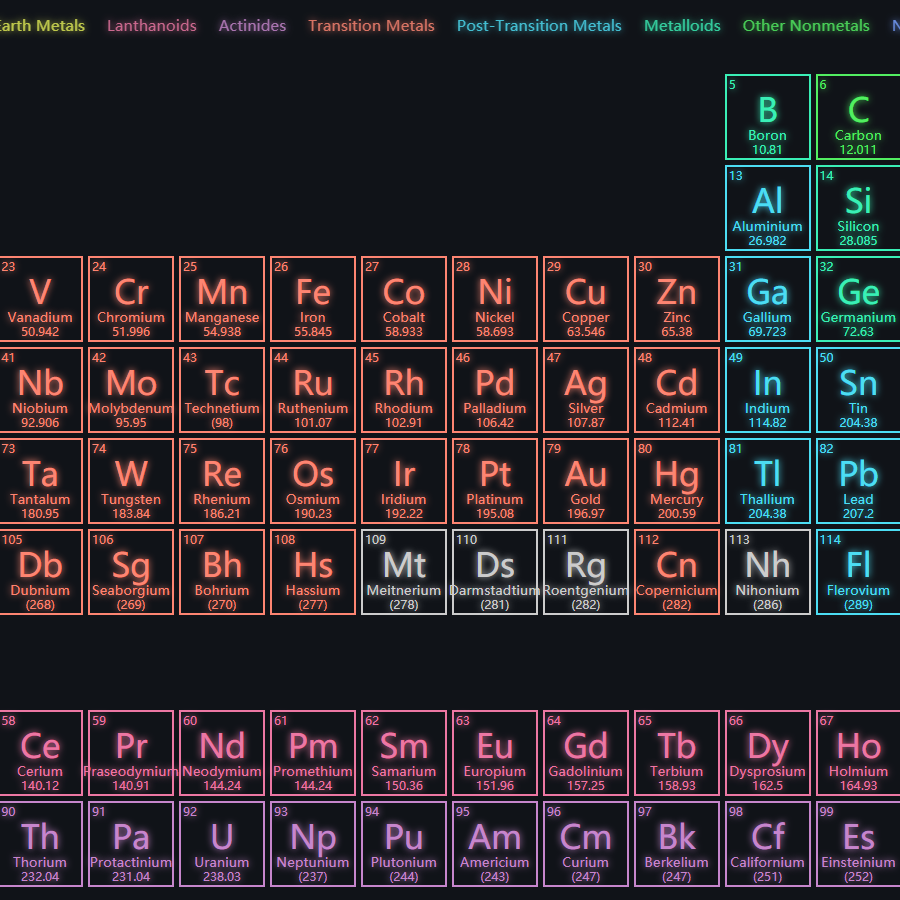 Earth Metals Lanthanoids Actinides Transition Metals Post-Transition Metals Metalloids Other Nonmetals N
5 6
B C
Boron Carbon
10.81 12.011
13 14
Al Si
Aluminium Silicon
26.982 28.085
23 24 25 26 27 28 29 30 31 32
V Cr Mn Fe Co Ni Cu Zn Ga Ge
Vanadium Chromium Manganese Iron Cobalt Nickel Copper Zinc Gallium Germanium
50.942 51.996 54.938 55.845 58.933 58.693 63.546 65.38 69.723 72.63
41 42 43 44 45 46 47 48 49 50
Nb Mo Tc Ru Rh Pd Ag Cd In Sn
Niobium Molybdenum Technetium Ruthenium Rhodium Palladium Silver Cadmium Indium Tin
92.906 95.95 (98) 101.07 102.91 106.42 107.87 112.41 114.82 204.38
73 74 75 76 77 78 79 80 81 82
Ta W Re Os Ir Pt Au Hg Tl Pb
Tantalum Tungsten Rhenium Osmium Iridium Platinum Gold Mercury Thallium Lead
180.95 183.84 186.21 190.23 192.22 195.08 196.97 200.59 204.38 207.2
105 106 107 108 109 110 111 112 113 114
Db Sg Bh Hs Mt Ds Rg Cn Nh Fl
Dubnium Seaborgium Bohrium Hassium Meitnerium Darmstadtium Roentgenium Copernicium Nihonium Flerovium
(268) (269) (270) (277) (278) (281) (282) (282) (286) (289)
58 59 60 61 62 63 64 65 66 67
Ce Pr Nd Pm Sm Eu Gd Tb Dy Ho
Cerium Praseodymium Neodymium Promethium Samarium Europium Gadolinium Terbium Dysprosium Holmium
140.12 140.91 144.24 144.24 150.36 151.96 157.25 158.93 162.5 164.93
90 91 92 93 94 95 96 97 98 99
Th Pa U Np Pu Am Cm Bk Cf Es
Thorium Protactinium Uranium Neptunium Plutonium Americium Curium Berkelium Californium Einsteinium
232.04 231.04 238.03 (237) (244) (243) (247) (247) (251) (252)